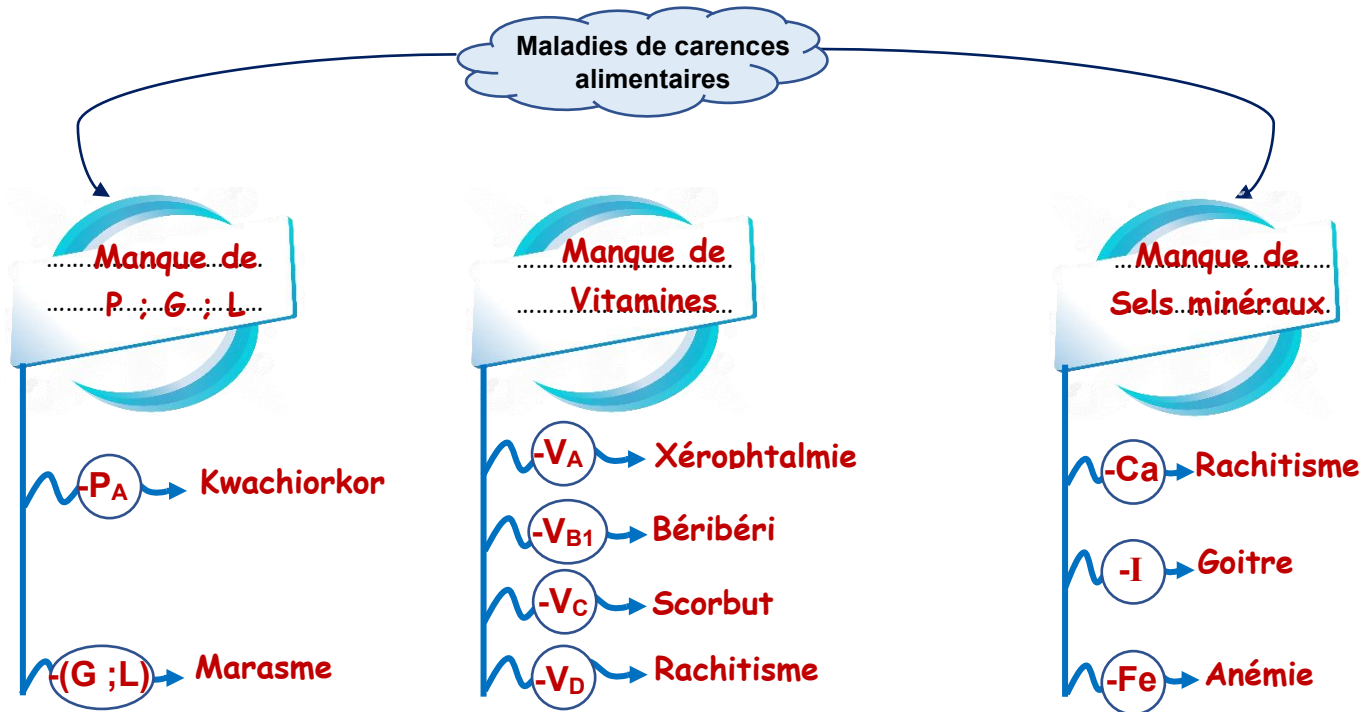 Maladies de carences
alimentaires
Manque de
P ; G ; L
-PA
Kwachiorkor
-(G ;L)
Marasme
Manque de
Vitamines
-VA
Xérophtalmie
-VB1
Béribéri
-VC
Scorbut
-VD
Rachitisme
Manque de
Sels minéraux
-Ca
Rachitisme
-I
Goitre
-Fe
Anémie